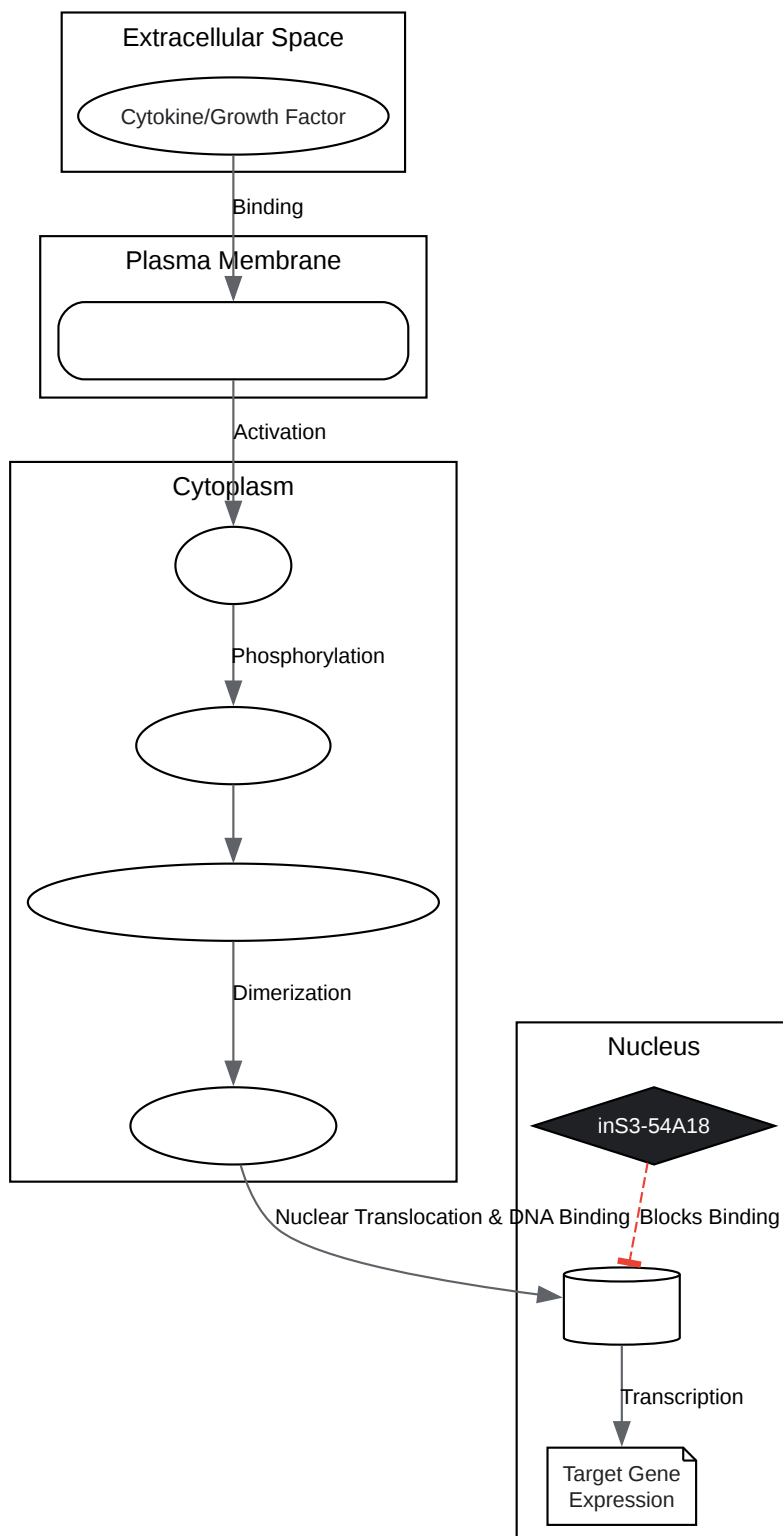 Extracellular Space
Cytokine/Growth Factor
Binding
Plasma Membrane
Activation
Cytoplasm
Phosphorylation
Dimerization
Nucleus
inS3-54A18
Nuclear Translocation & DNA Binding
Blocks Binding
Transcription
Target Gene
Expression